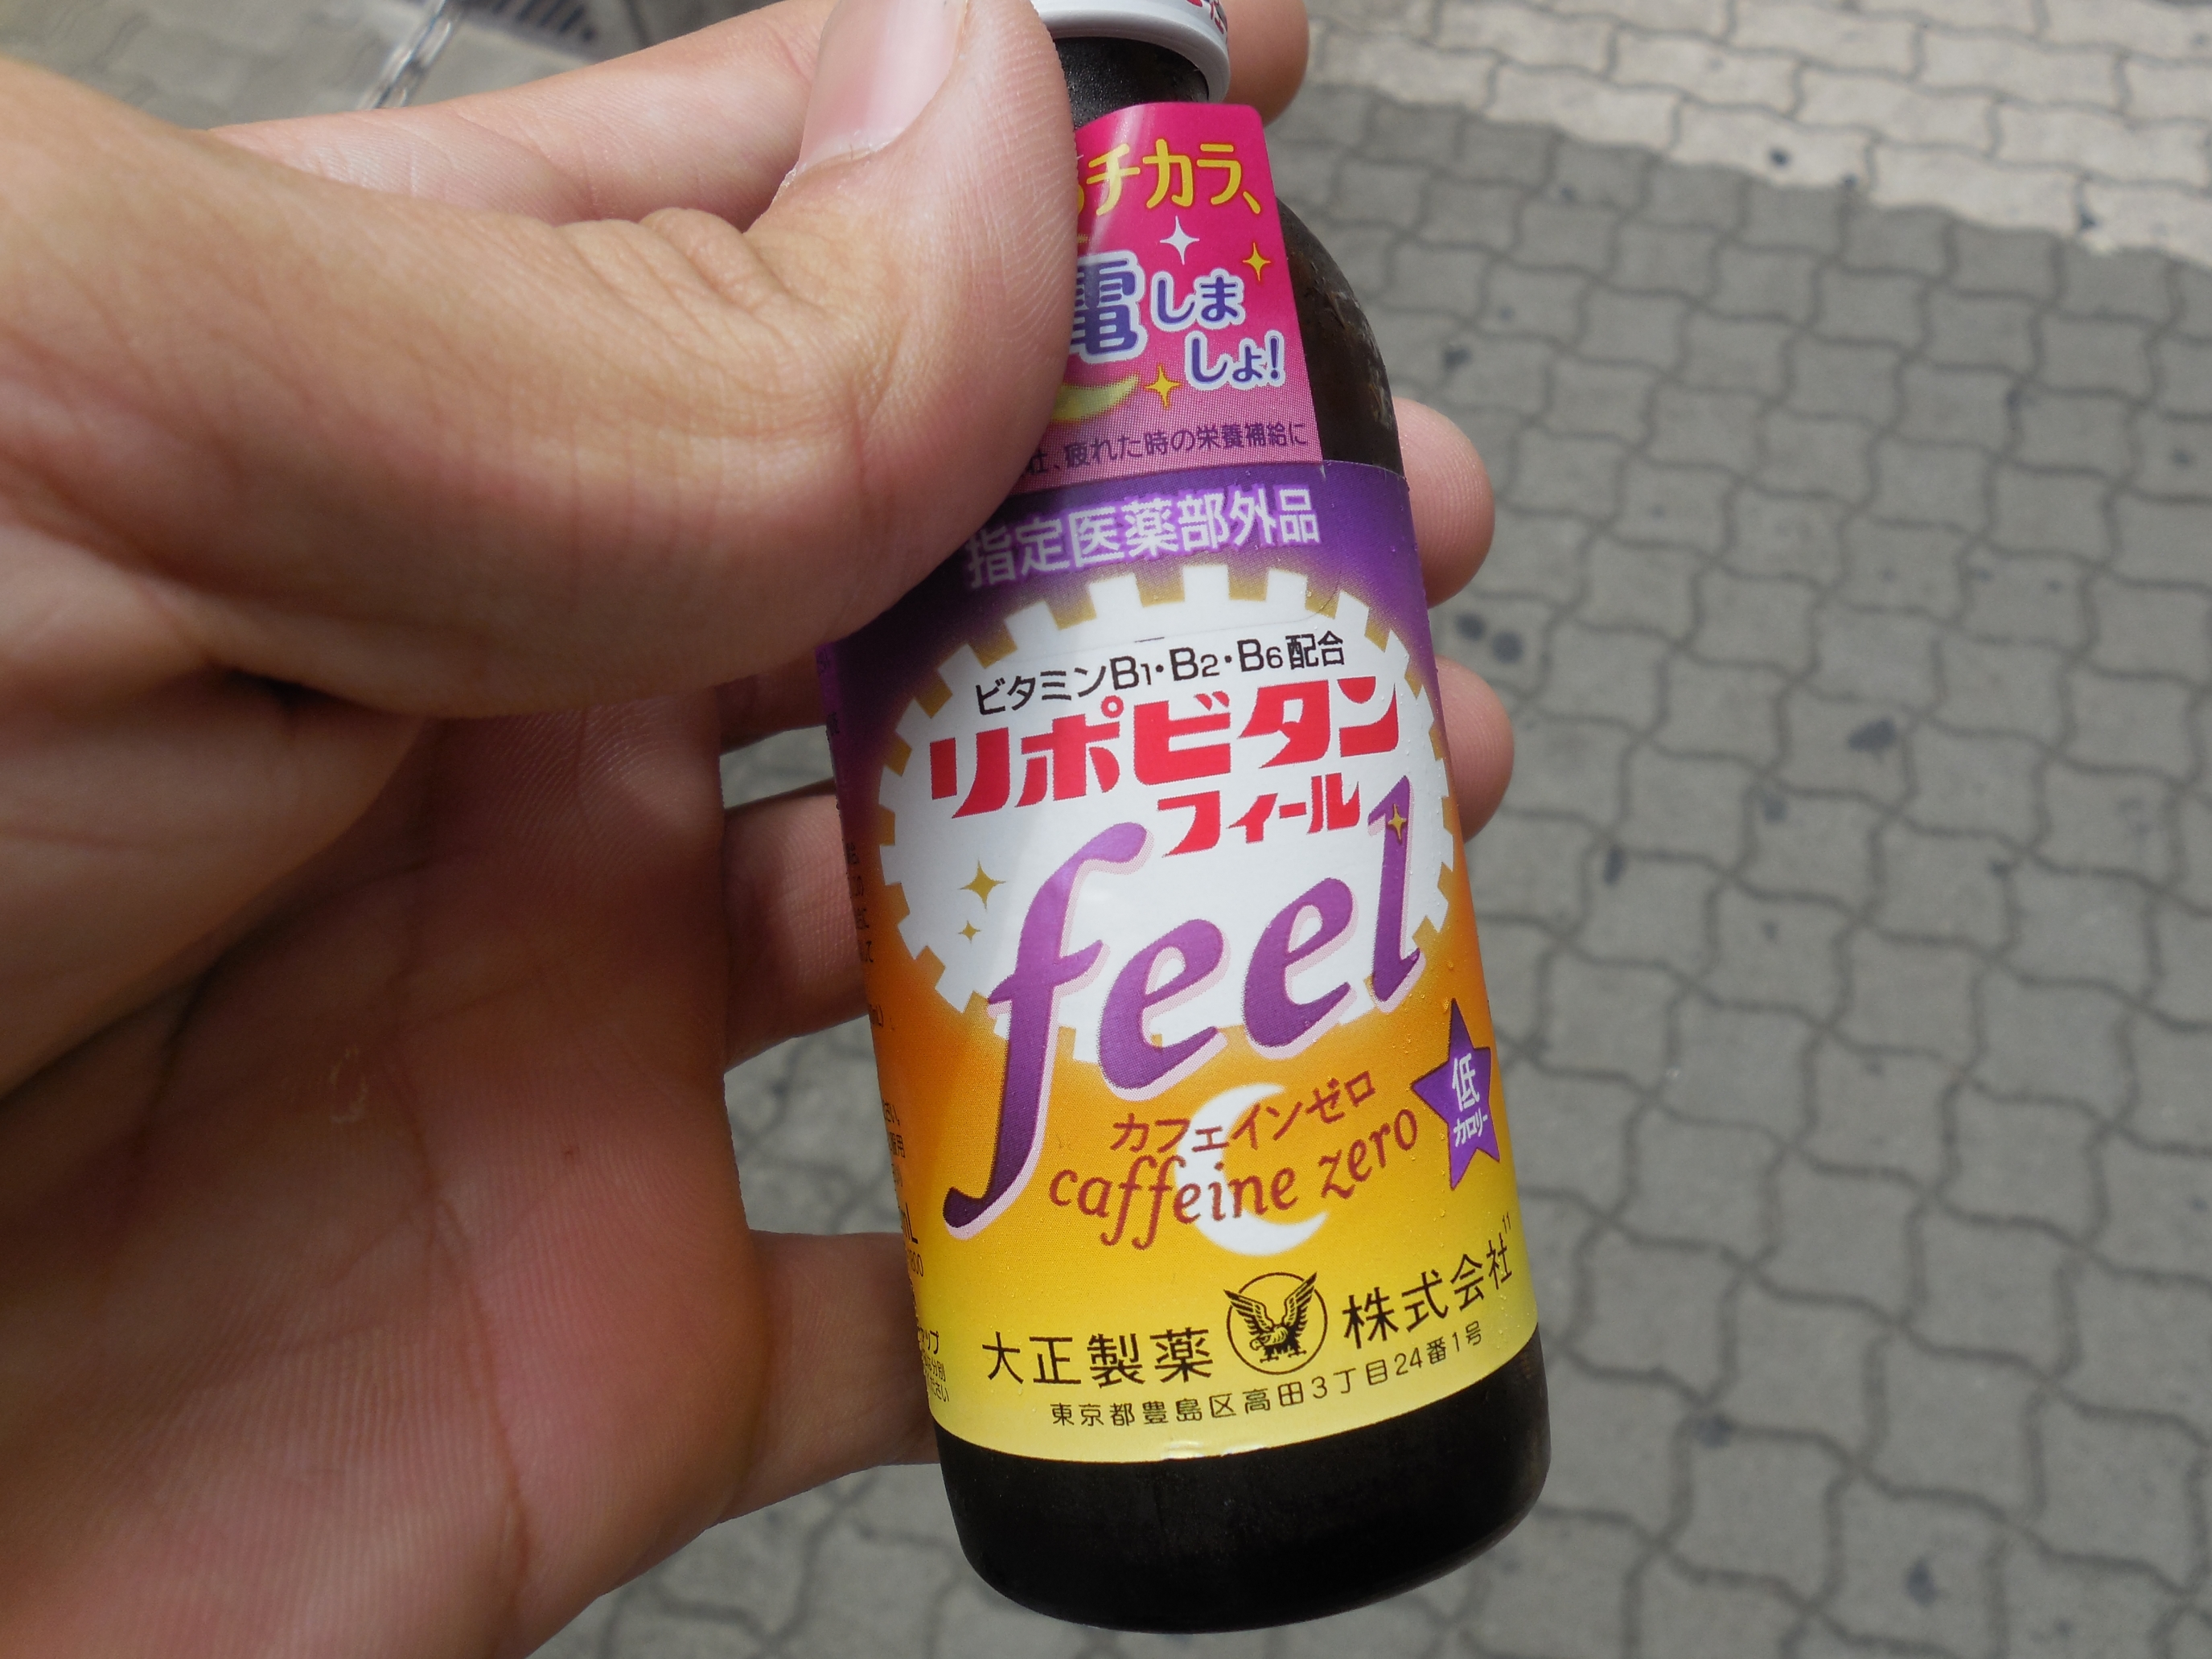 チカラ、
電しま
しょ!
疲れた時の栄養補給に
指定医薬部外品
ビタミンB1・B2・B6配合
リポビタン
フィール
feel
カフェインゼロ
caffeine zero
低
カロリー
大正製薬 株式会社
東京都豊島区高田3丁目24番1号
11